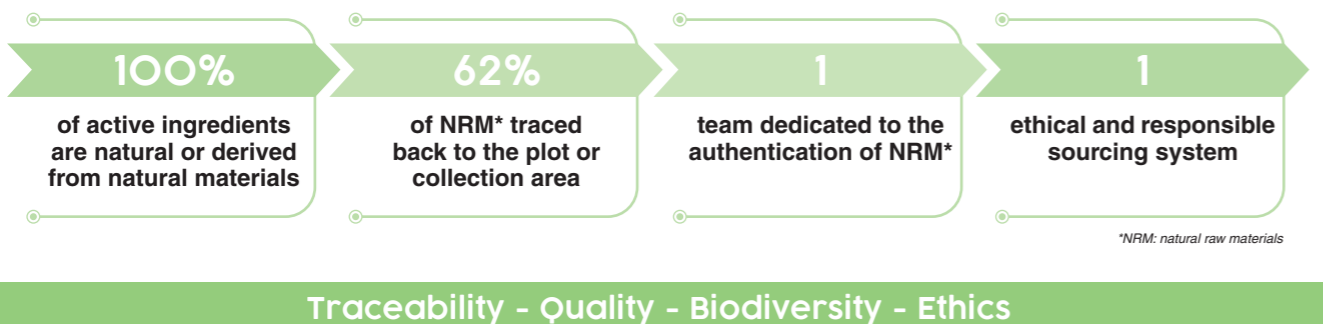 100%
of active ingredients
are natural or derived
from natural materials
62%
of NRM* traced
back to the plot or
collection area
1
team dedicated to the
authentication of NRM*
1
ethical and responsible
sourcing system
*NRM: natural raw materials
Traceability - Quality - Biodiversity - Ethics